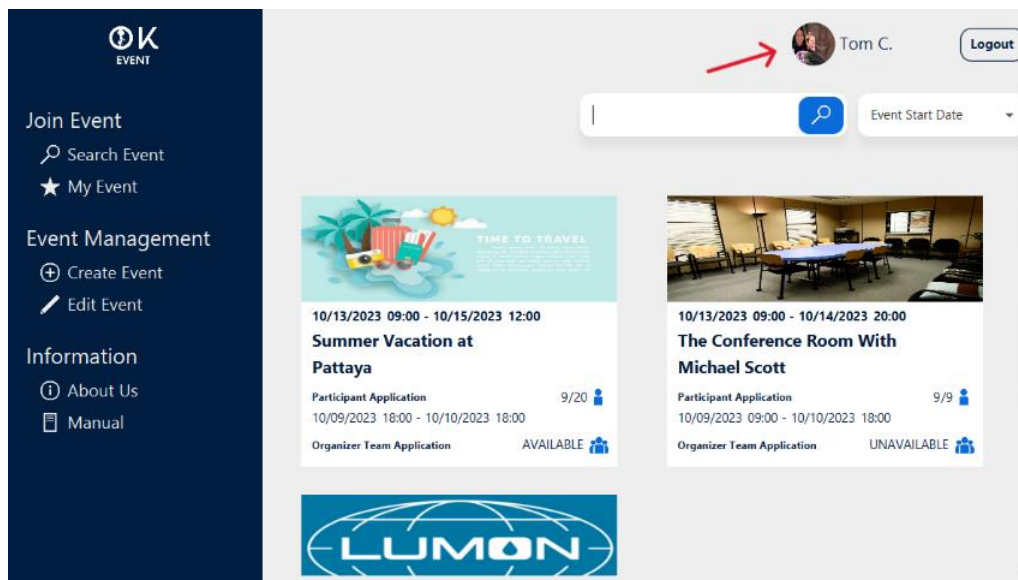 OK
EVENT
Join Event
Search Event
My Event
Event Management
Create Event
Edit Event
Information
About Us
Manual
Tom C.
Logout
Event Start Date
TIME TO TRAVEL
10/13/2023 09:00 - 10/15/2023 12:00
Summer Vacation at
Pattaya
Participant Application 9/20
10/09/2023 18:00 - 10/10/2023 18:00
Organizer Team Application AVAILABLE
10/13/2023 09:00 - 10/14/2023 20:00
The Conference Room With
Michael Scott
Participant Application 9/9
10/09/2023 09:00 - 10/10/2023 18:00
Organizer Team Application UNAVAILABLE
LUMON